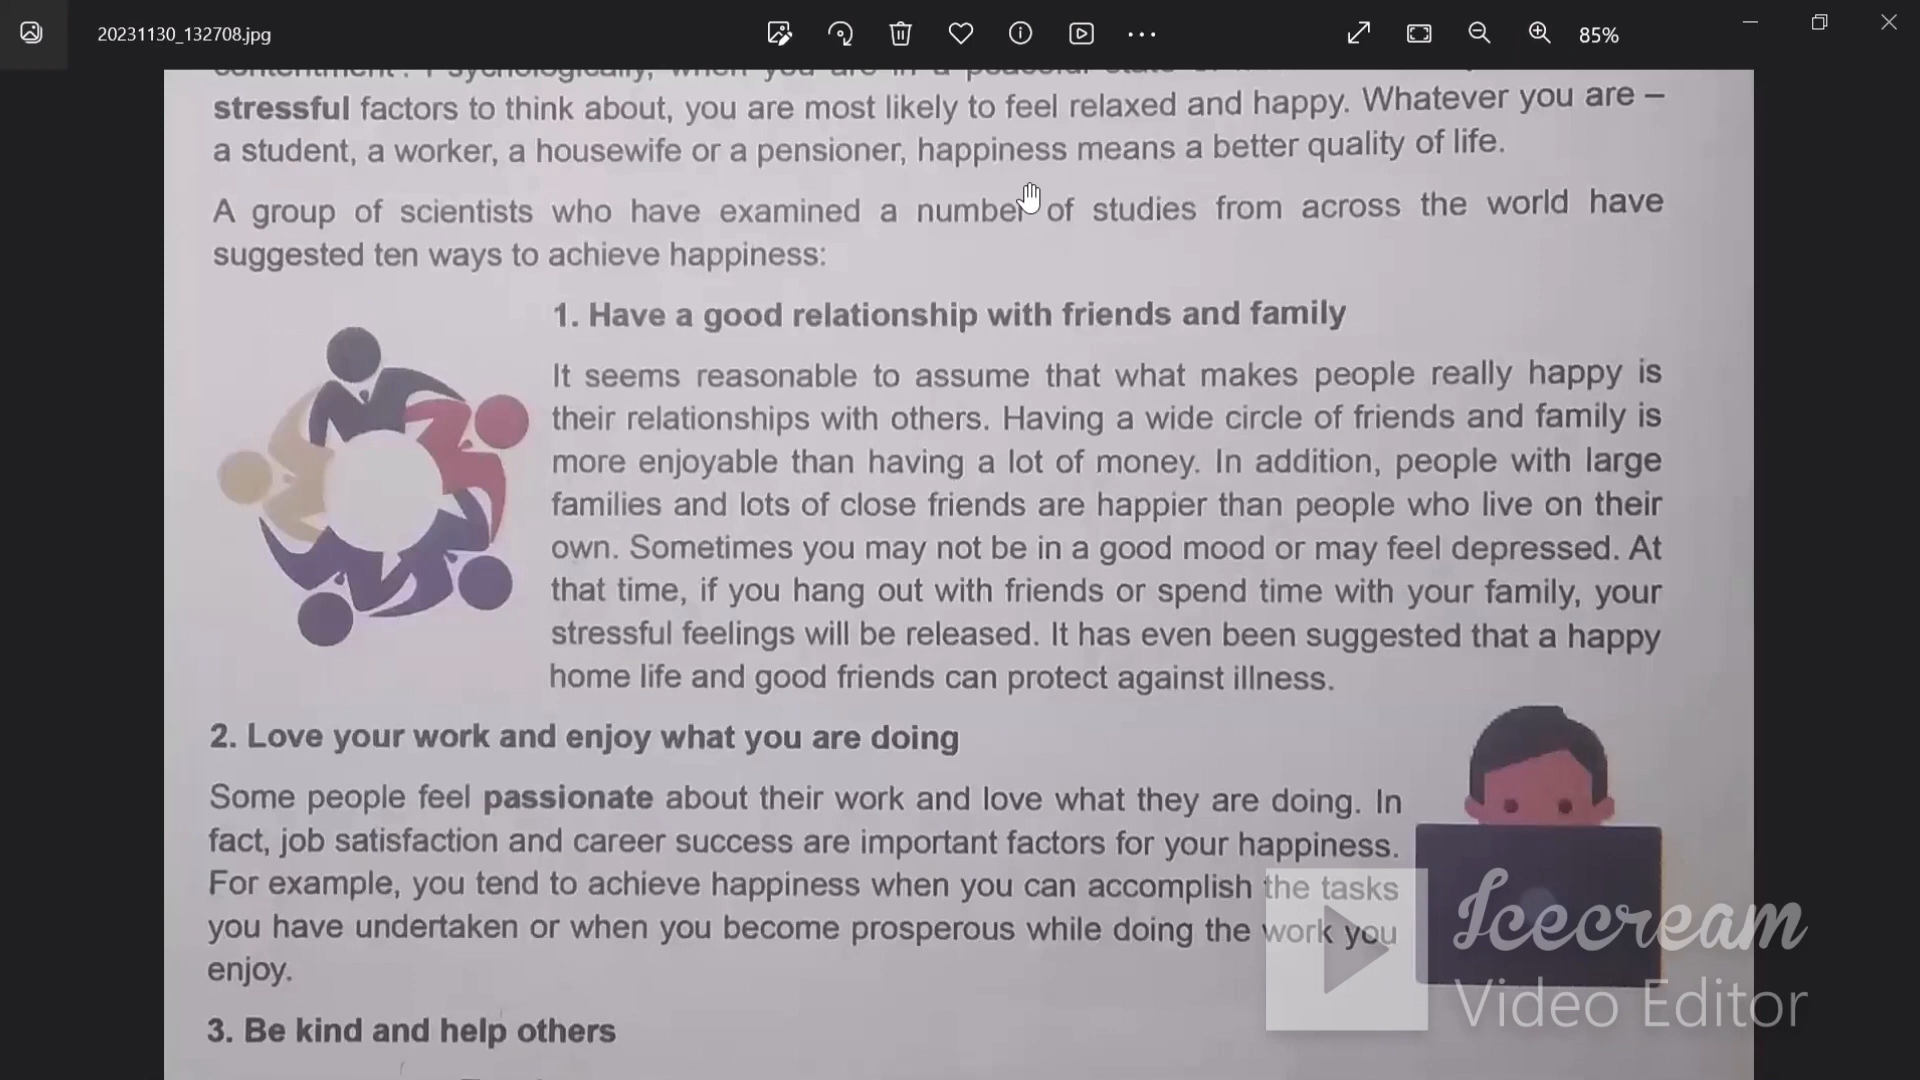 20231130_132708.jpg
85%
stressful factors to think about, you are most likely to feel relaxed and happy. Whatever you are –
a student, a worker, a housewife or a pensioner, happiness means a better quality of life.
A group of scientists who have examined a number of studies from across the world have
suggested ten ways to achieve happiness:
1. Have a good relationship with friends and family
It seems reasonable to assume that what makes people really happy is
their relationships with others. Having a wide circle of friends and family is
more enjoyable than having a lot of money. In addition, people with large
families and lots of close friends are happier than people who live on their
own. Sometimes you may not be in a good mood or may feel depressed. At
that time, if you hang out with friends or spend time with your family, your
stressful feelings will be released. It has even been suggested that a happy
home life and good friends can protect against illness.
2. Love your work and enjoy what you are doing
Some people feel passionate about their work and love what they are doing. In
fact, job satisfaction and career success are important factors for your happiness.
For example, you tend to achieve happiness when you can accomplish the tasks
you have undertaken or when you become prosperous while doing the work you
enjoy.
3. Be kind and help others
Icecream
Video Editor